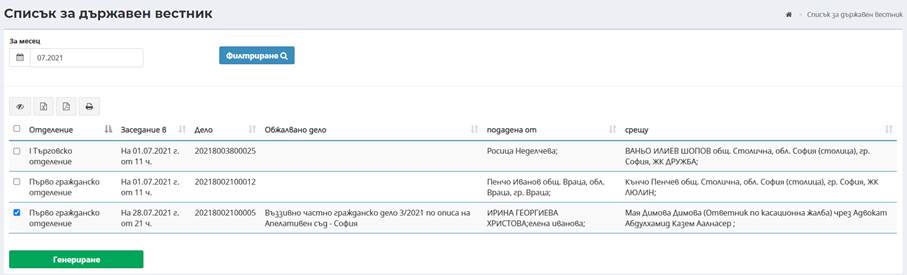 Списък за държавен вестник
Списък за държавен вестник
За месец
07.2021
Филтриране
Отделение Заседание в Дело Обжалвано дело подадена от срещу
I Търговско На 01.07.2021 г. 20218003800025 Росица Неделчева; ВАНЬО ИЛИЕВ ШОПОВ общ. Столична, обл. София (столица), гр.
отделение от 11 ч. София, ЖК ДРУЖБА;
Първо гражданско На 01.07.2021 г. 20218002100012 Пенчо Иванов общ. Враца, обл. Кънчо Пенчев общ. Столична, обл. София (столица), гр. София, ЖК
отделение от 11 ч. Враца, гр. Враца; ЛЮЛИН;
Първо гражданско На 28.07.2021 г. 20218002100005 Въззивно частно гражданско дело 3/2021 по описа на ИРИНА ГЕОРГИЕВА Мая Димова Димова (Ответник по касационна жалба) чрез Адвокат
отделение от 21 ч. Апелативен съд - София ХРИСТОВА;елена иванова; Абдулхамид Казем Аалнасер ;
Генериране